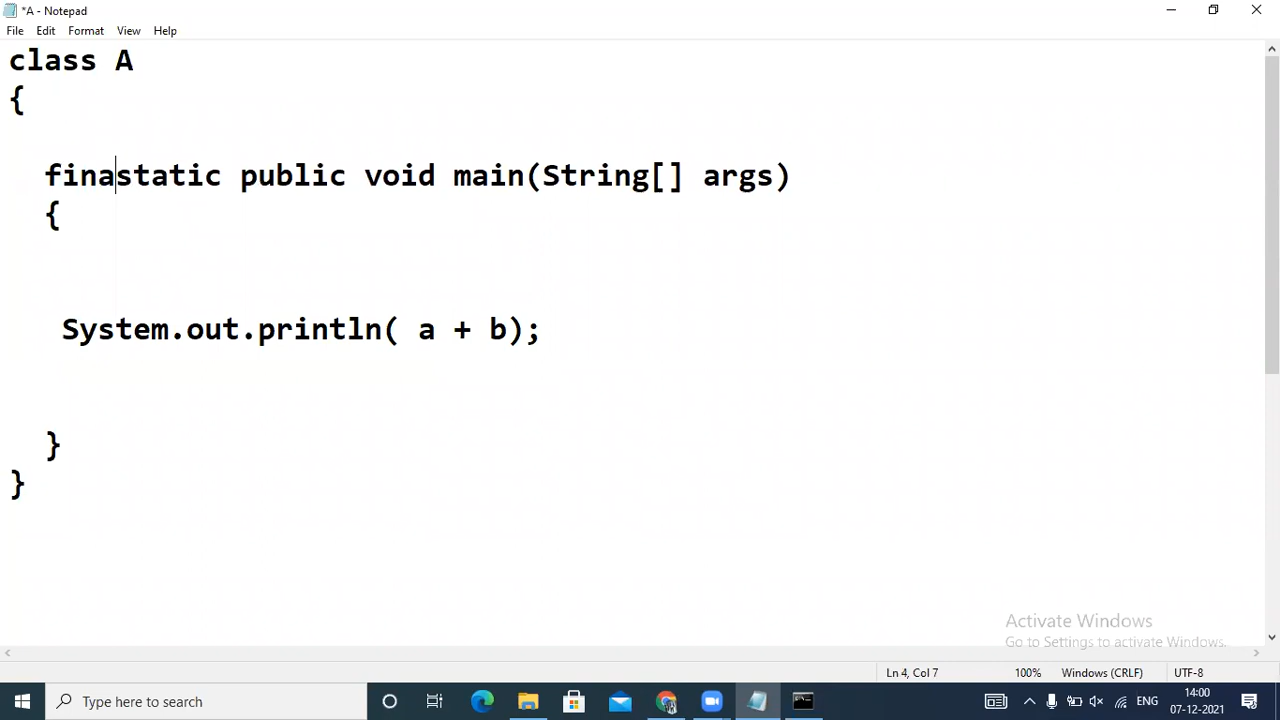 *A - Notepad
File Edit Format View Help
class A
{
finastatic public void main(String[] args)
{
System.out.println( a + b);
}
}
Activate Windows
Go to Settings to activate Windows.
Ln 4, Col 7 100% Windows (CRLF) UTF-8
Type here to search
ENG
14:00
07-12-2021